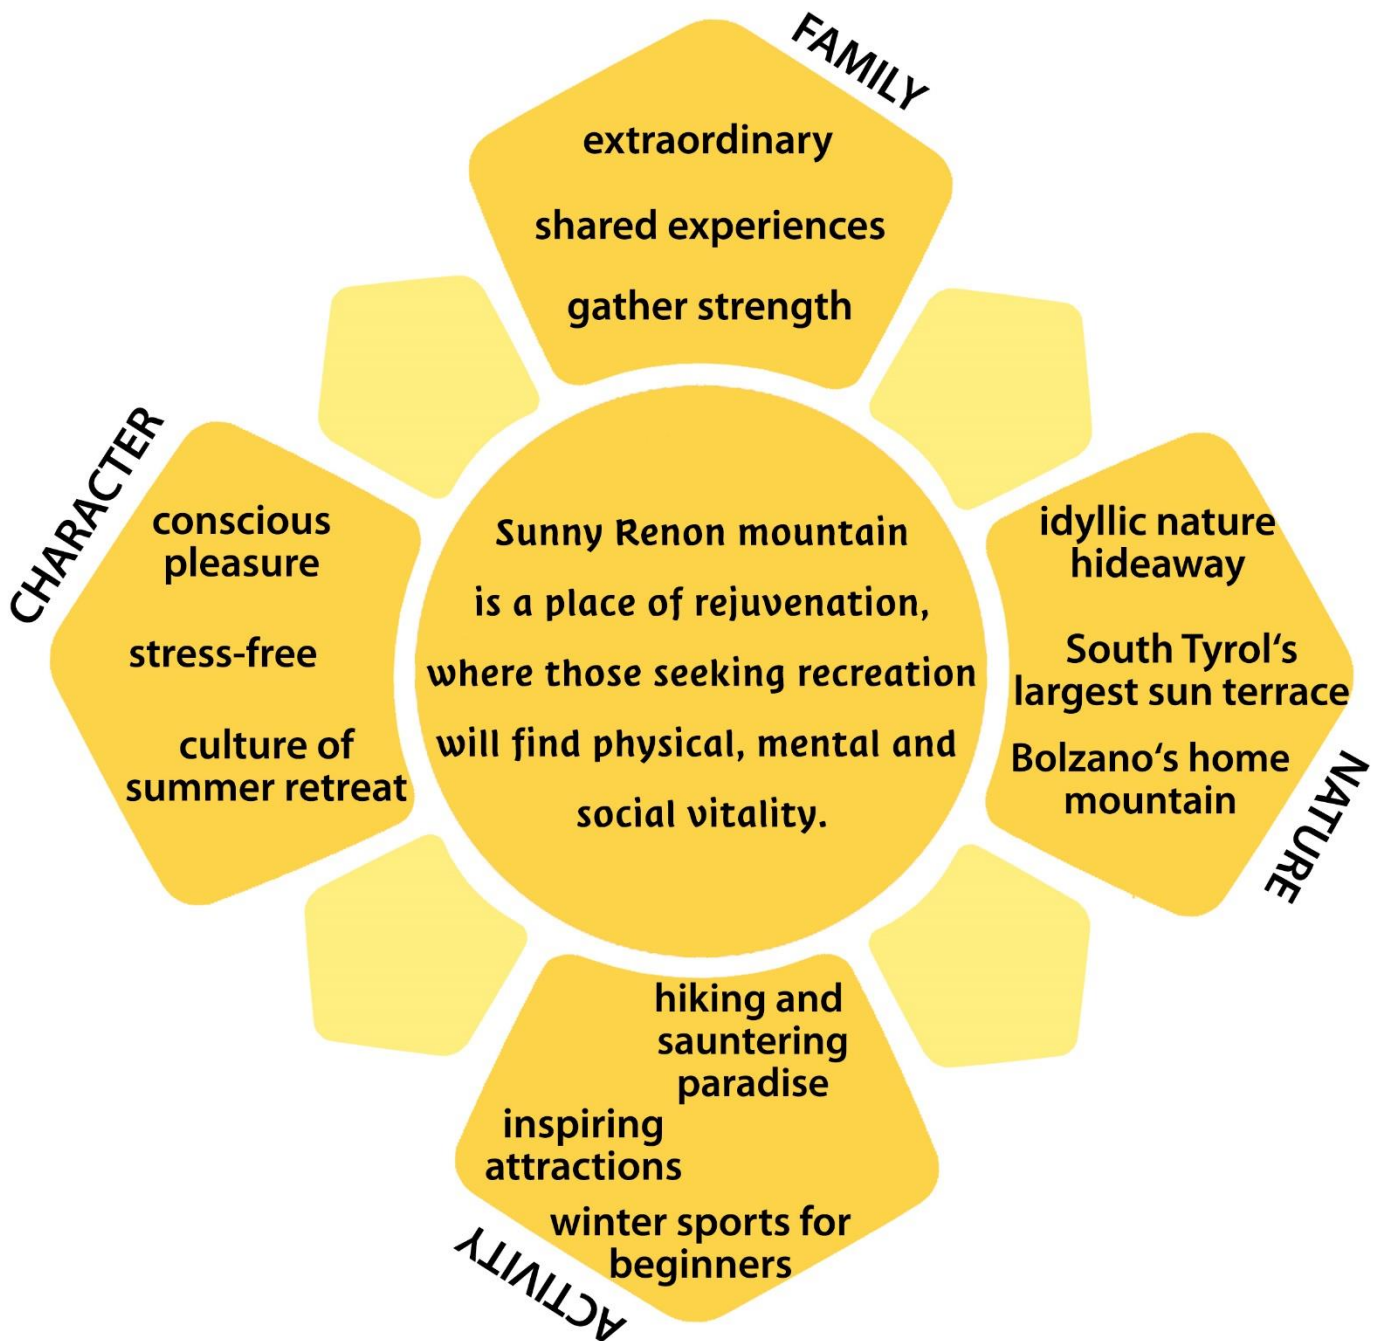 FAMILY
extraordinary
shared experiences
gather strength
CHARACTER
conscious
pleasure
stress-free
culture of
summer retreat
Sunny Renon mountain
is a place of rejuvenation,
where those seeking recreation
will find physical, mental and
social vitality.
idyllic nature
hideaway
South Tyrol‘s
largest sun terrace
Bolzano‘s home
mountain
NATURE
hiking and
sauntering
paradise
inspiring
attractions
winter sports for
beginners
ACTIVITY